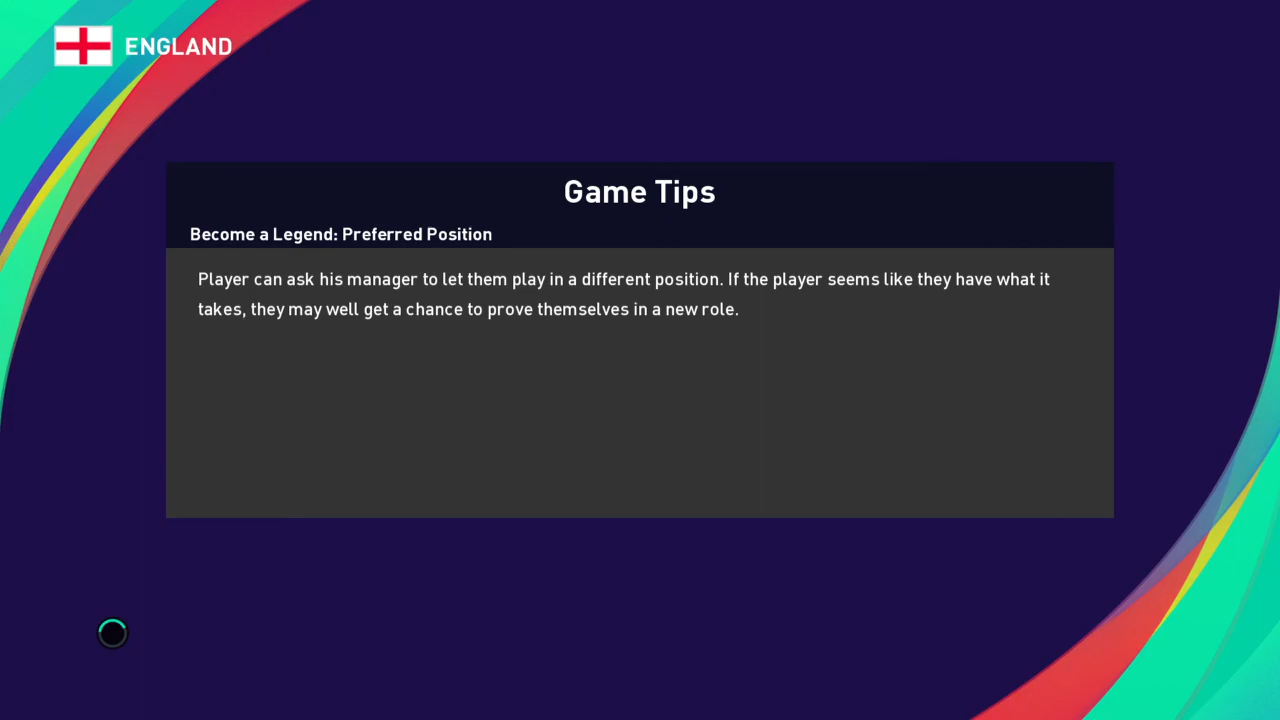 ENGLAND
Game Tips
Become a Legend: Preferred Position
Player can ask his manager to let them play in a different position. If the player seems like they have what it
takes, they may well get a chance to prove themselves in a new role.